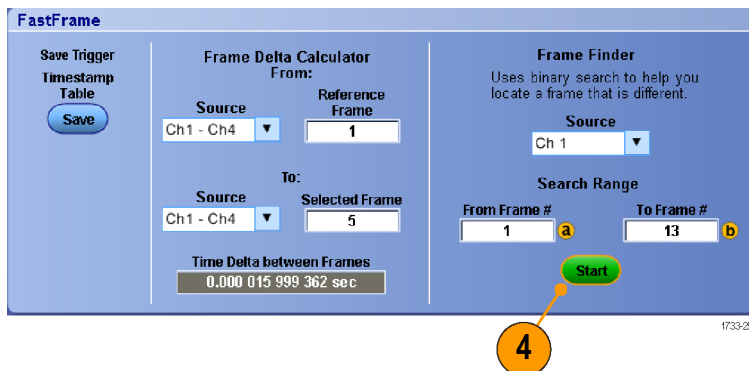 FastFrame
Save Trigger
Timestamp
Table
Save
Frame Delta Calculator
From:
Source
Reference
Frame
Ch1 - Ch4
1
To:
Source
Selected Frame
Ch1 - Ch4
5
Time Delta between Frames
0.000 015 999 362 sec
Frame Finder
Uses binary search to help you
locate a frame that is different.
Source
Ch 1
Search Range
From Frame #
To Frame #
1
a
13
b
Start
4